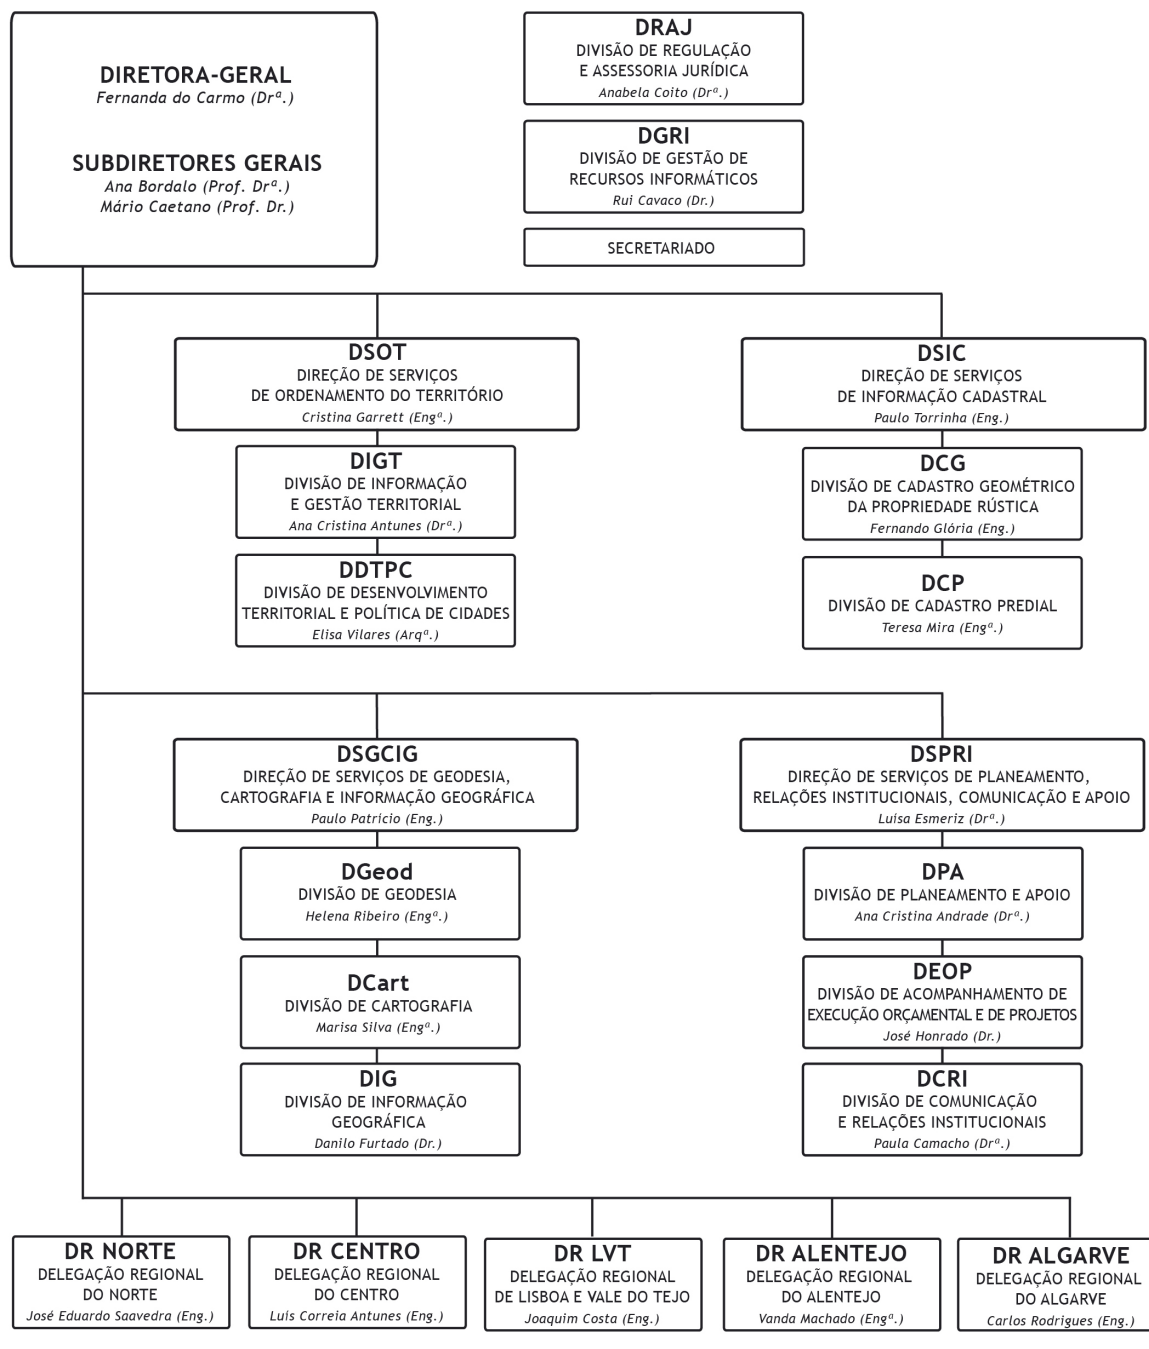 DIRETORA-GERAL
Fernanda do Carmo (Drª.)
SUBDIRETORES GERAIS
Ana Bordalo (Prof. Drª.)
Mário Caetano (Prof. Dr.)
DRAJ
DIVISÃO DE REGULAÇÃO
E ASSESSORIA JURÍDICA
Anabela Coito (Drª.)
DGRI
DIVISÃO DE GESTÃO DE
RECURSOS INFORMÁTICOS
Rui Cavaco (Dr.)
SECRETARIADO
DSOT
DIREÇÃO DE SERVIÇOS
DE ORDENAMENTO DO TERRITÓRIO
Cristina Garrett (Engª.)
DIGT
DIVISÃO DE INFORMAÇÃO
E GESTÃO TERRITORIAL
Ana Cristina Antunes (Drª.)
DDTPC
DIVISÃO DE DESENVOLVIMENTO
TERRITORIAL E POLÍTICA DE CIDADES
Elisa Vilares (Arqª.)
DSIC
DIREÇÃO DE SERVIÇOS
DE INFORMAÇÃO CADASTRAL
Paulo Torrinha (Eng.)
DCG
DIVISÃO DE CADASTRO GEOMÉTRICO
DA PROPRIEDADE RÚSTICA
Fernando Glória (Eng.)
DCP
DIVISÃO DE CADASTRO PREDIAL
Teresa Mira (Engª.)
DSGCIG
DIREÇÃO DE SERVIÇOS DE GEODESIA,
CARTOGRAFIA E INFORMAÇÃO GEOGRÁFICA
Paulo Patrício (Eng.)
DGeod
DIVISÃO DE GEODESIA
Helena Ribeiro (Engª.)
DCart
DIVISÃO DE CARTOGRAFIA
Marisa Silva (Engª.)
DIG
DIVISÃO DE INFORMAÇÃO
GEOGRÁFICA
Danilo Furtado (Dr.)
DSPRI
DIREÇÃO DE SERVIÇOS DE PLANEAMENTO,
RELAÇÕES INSTITUCIONAIS, COMUNICAÇÃO E APOIO
Luísa Esmeriz (Drª.)
DPA
DIVISÃO DE PLANEAMENTO E APOIO
Ana Cristina Andrade (Drª.)
DEOP
DIVISÃO DE ACOMPANHAMENTO DE
EXECUÇÃO ORÇAMENTAL E DE PROJETOS
José Honrado (Dr.)
DCRI
DIVISÃO DE COMUNICAÇÃO
E RELAÇÕES INSTITUCIONAIS
Paula Camacho (Drª.)
DR NORTE
DELEGAÇÃO REGIONAL
DO NORTE
José Eduardo Saavedra (Eng.)
DR CENTRO
DELEGAÇÃO REGIONAL
DO CENTRO
Luís Correia Antunes (Eng.)
DR LVT
DELEGAÇÃO REGIONAL
DE LISBOA E VALE DO TEJO
Joaquim Costa (Eng.)
DR ALENTEJO
DELEGAÇÃO REGIONAL
DO ALENTEJO
Vanda Machado (Engª.)
DR ALGARVE
DELEGAÇÃO REGIONAL
DO ALGARVE
Carlos Rodrigues (Eng.)